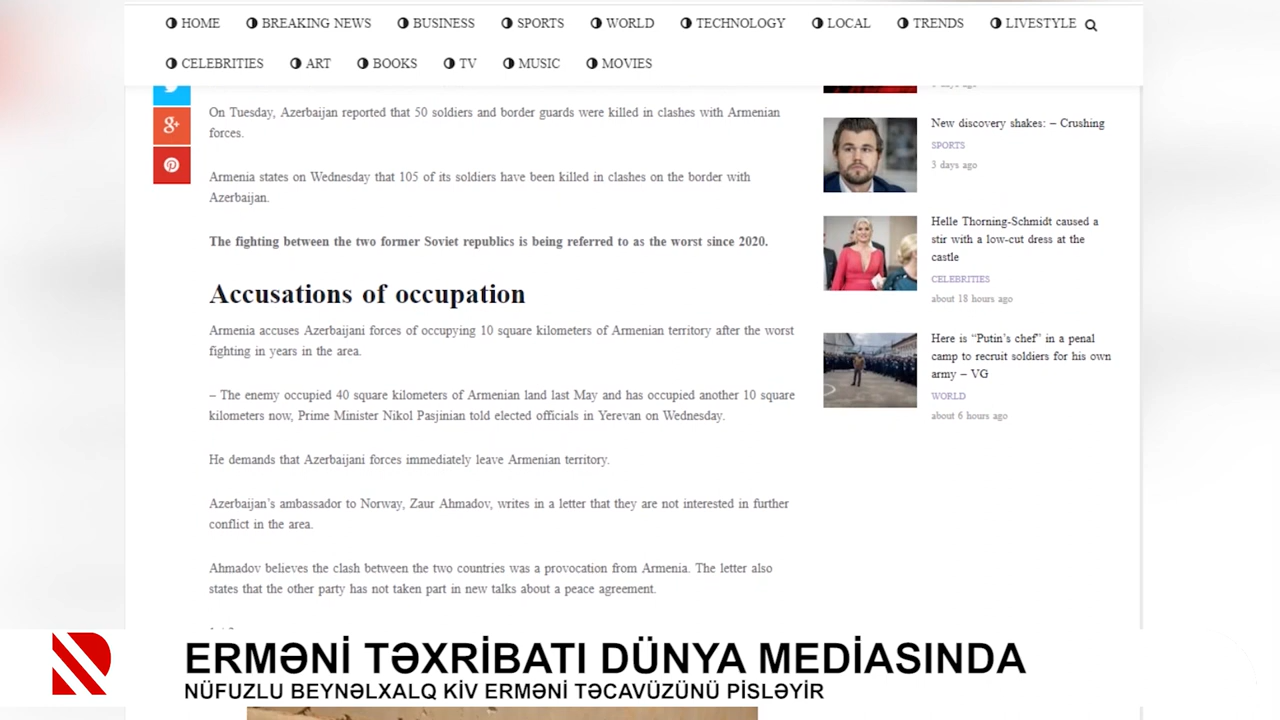 HOME BREAKING NEWS BUSINESS SPORTS WORLD TECHNOLOGY LOCAL TRENDS LIVESTYLE
CELEBRITIES ART BOOKS TV MUSIC MOVIES
On Tuesday, Azerbaijan reported that 50 soldiers and border guards were killed in clashes with Armenian
forces.
Armenia states on Wednesday that 105 of its soldiers have been killed in clashes on the border with
Azerbaijan.
The fighting between the two former Soviet republics is being referred to as the worst since 2020.
Accusations of occupation
Armenia accuses Azerbaijani forces of occupying 10 square kilometers of Armenian territory after the worst
fighting in years in the area.
– The enemy occupied 40 square kilometers of Armenian land last May and has occupied another 10 square
kilometers now, Prime Minister Nikol Pasjinian told elected officials in Yerevan on Wednesday.
He demands that Azerbaijani forces immediately leave Armenian territory.
Azerbaijan's ambassador to Norway, Zaur Ahmadov, writes in a letter that they are not interested in further
conflict in the area.
Ahmadov believes the clash between the two countries was a provocation from Armenia. The letter also
states that the other party has not taken part in new talks about a peace agreement.
New discovery shakes: – Crushing
SPORTS
3 days ago
Helle Thorning-Schmidt caused a
stir with a low-cut dress at the
castle
CELEBRITIES
about 18 hours ago
Here is “Putin's chef” in a penal
camp to recruit soldiers for his own
army – VG
WORLD
about 6 hours ago
ERMƏNİ TƏXRİBATI DÜNYA MEDİASINDA
NÜFUZLU BEYNƏLXALQ KİV ERMƏNİ TƏCAVÜZÜNÜ PİSLƏYİR